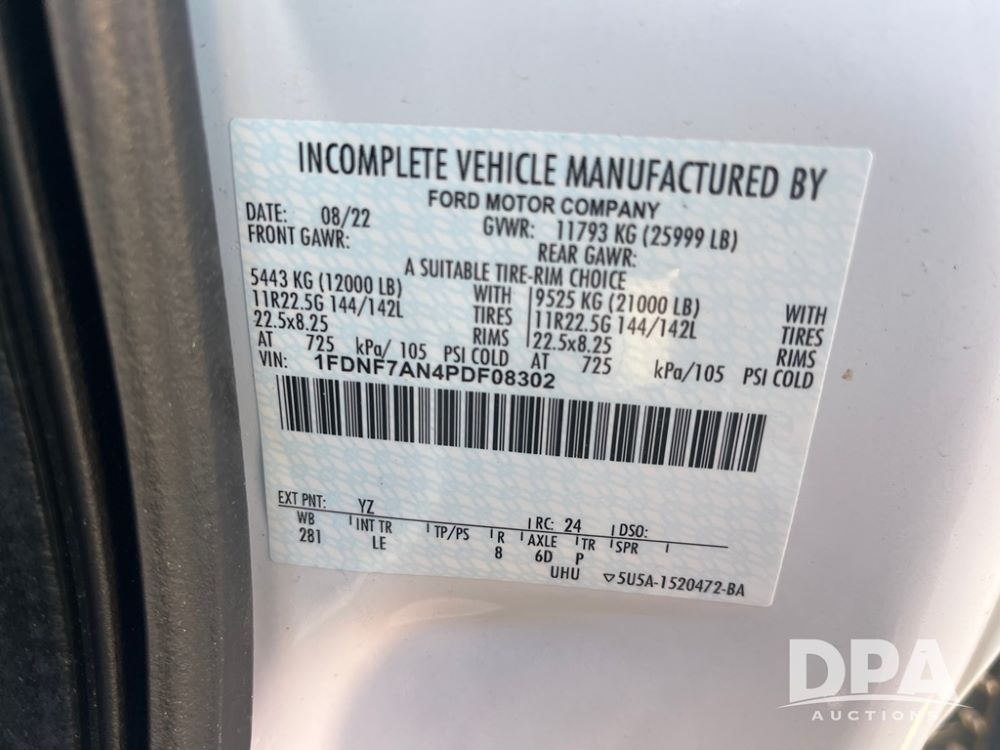 INCOMPLETE VEHICLE MANUFACTURED BY
FORD MOTOR COMPANY
DATE: 08/22 GVWR: 11793 KG (25999 LB)
FRONT GAWR: REAR GAWR:
A SUITABLE TIRE-RIM CHOICE
5443 KG (12000 LB) WITH 9525 KG (21000 LB) WITH
11R22.5G 144/142L TIRES 11R22.5G 144/142L TIRES
22.5x8.25 RIMS 22.5x8.25 RIMS
AT 725 kPa/ 105 PSI COLD AT 725 kPa/105 PSI COLD
VIN: 1FDNF7AN4PDF08302
EXT PNT: YZ RC: 24 DSO:
WB INT TR TP/PS R AXLE TR SPR
281 LE 8 6D P
UHU ▽5U5A-1520472-BA
DPA
AUCTIONS